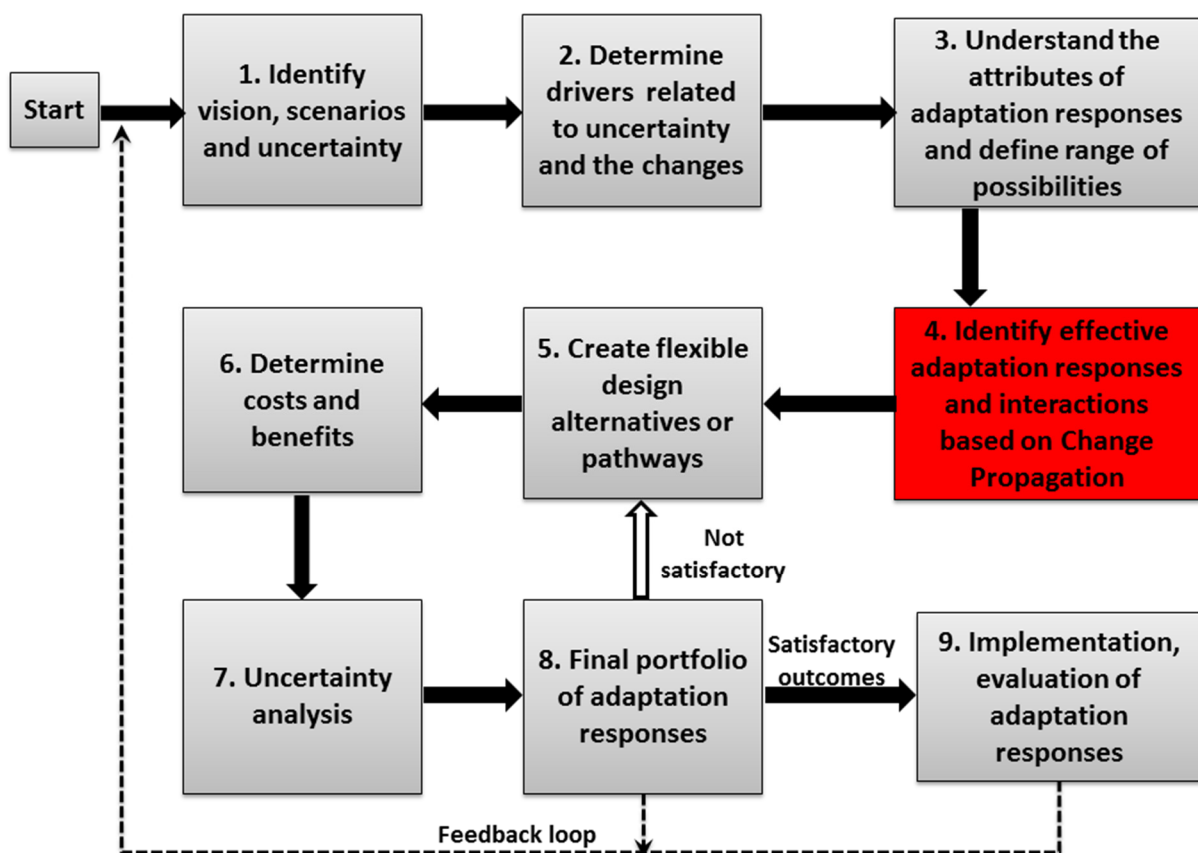 Start
1. Identify
vision, scenarios
and uncertainty
2. Determine
drivers related
to uncertainty
and the changes
3. Understand the
attributes of
adaptation responses
and define range of
possibilities
4. Identify effective
adaptation responses
and interactions
based on Change
Propagation
5. Create flexible
design
alternatives or
pathways
6. Determine
costs and
benefits
Not
satisfactory
7. Uncertainty
analysis
8. Final portfolio
of adaptation
responses
Satisfactory
outcomes
9. Implementation,
evaluation of
adaptation
responses
Feedback loop